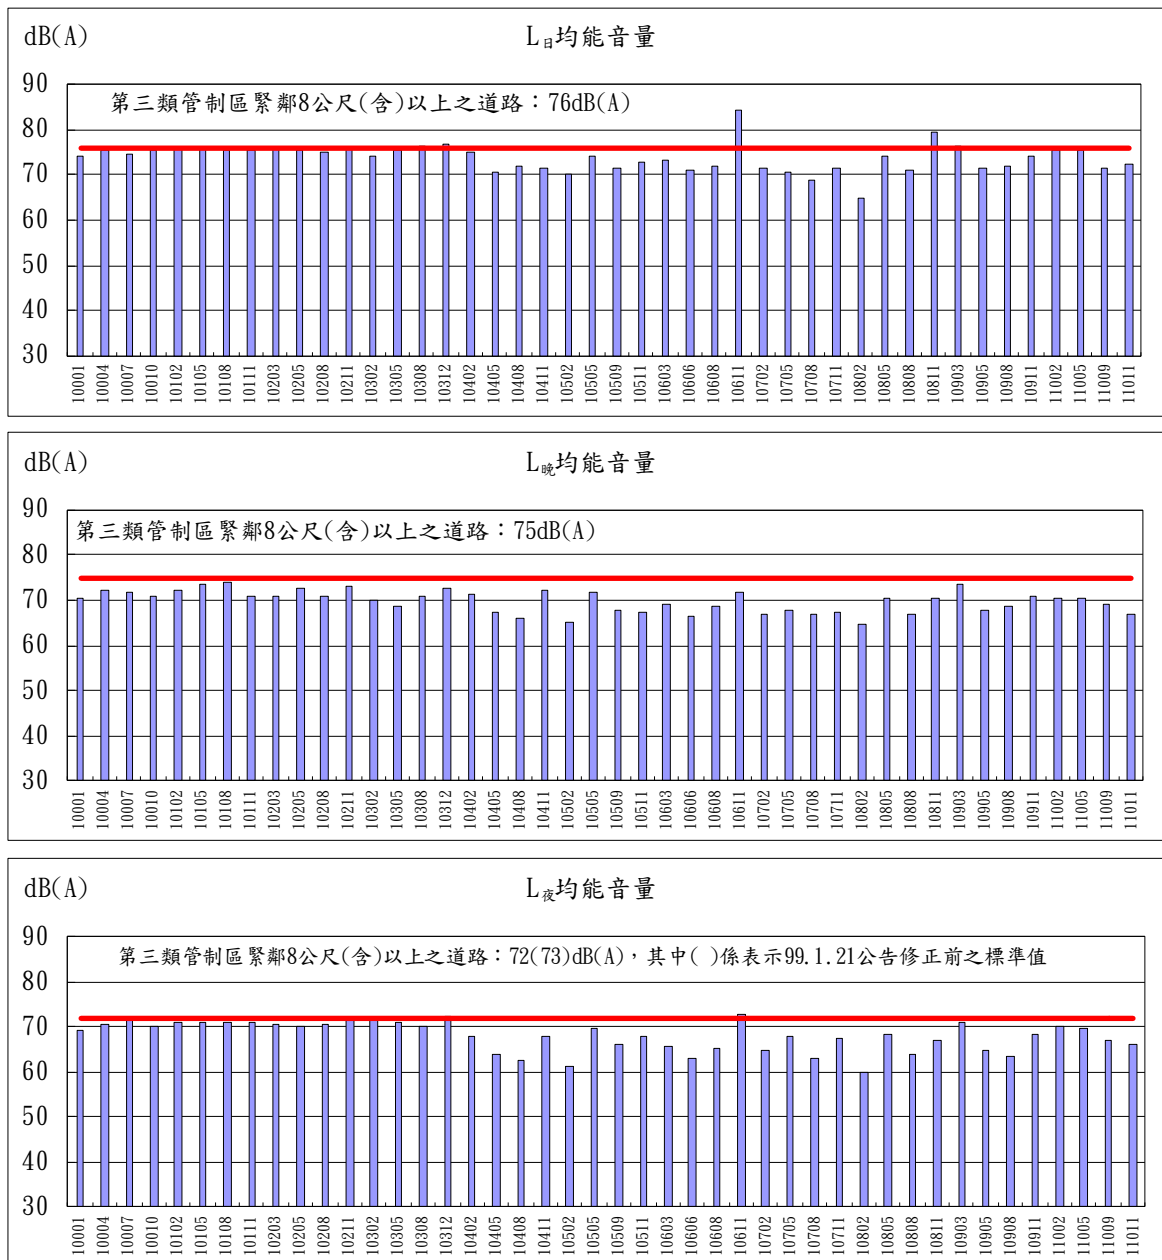 dB(A)
L日均能音量
90
第三類管制區緊鄰8公尺(含)以上之道路：76dB(A)
80
70
60
50
40
30
10001 10004 10007 10010 10102 10105 10108 10111 10203 10205 10208 10211 10302 10305 10308 10312 10402 10405 10408 10411 10502 10505 10509 10511 10603 10606 10608 10611 10702 10705 10708 10711 10802 10805 10808 10811 10903 10905 10908 10911 11002 11005 11009 11011
dB(A)
L晚均能音量
90
第三類管制區緊鄰8公尺(含)以上之道路：75dB(A)
80
70
60
50
40
30
10001 10004 10007 10010 10102 10105 10108 10111 10203 10205 10208 10211 10302 10305 10308 10312 10402 10405 10408 10411 10502 10505 10509 10511 10603 10606 10608 10611 10702 10705 10708 10711 10802 10805 10808 10811 10903 10905 10908 10911 11002 11005 11009 11011
dB(A)
L夜均能音量
90
第三類管制區緊鄰8公尺(含)以上之道路：72(73)dB(A)，其中( )係表示99.1.21公告修正前之標準值
80
70
60
50
40
30
10001 10004 10007 10010 10102 10105 10108 10111 10203 10205 10208 10211 10302 10305 10308 10312 10402 10405 10408 10411 10502 10505 10509 10511 10603 10606 10608 10611 10702 10705 10708 10711 10802 10805 10808 10811 10903 10905 10908 10911 11002 11005 11009 11011